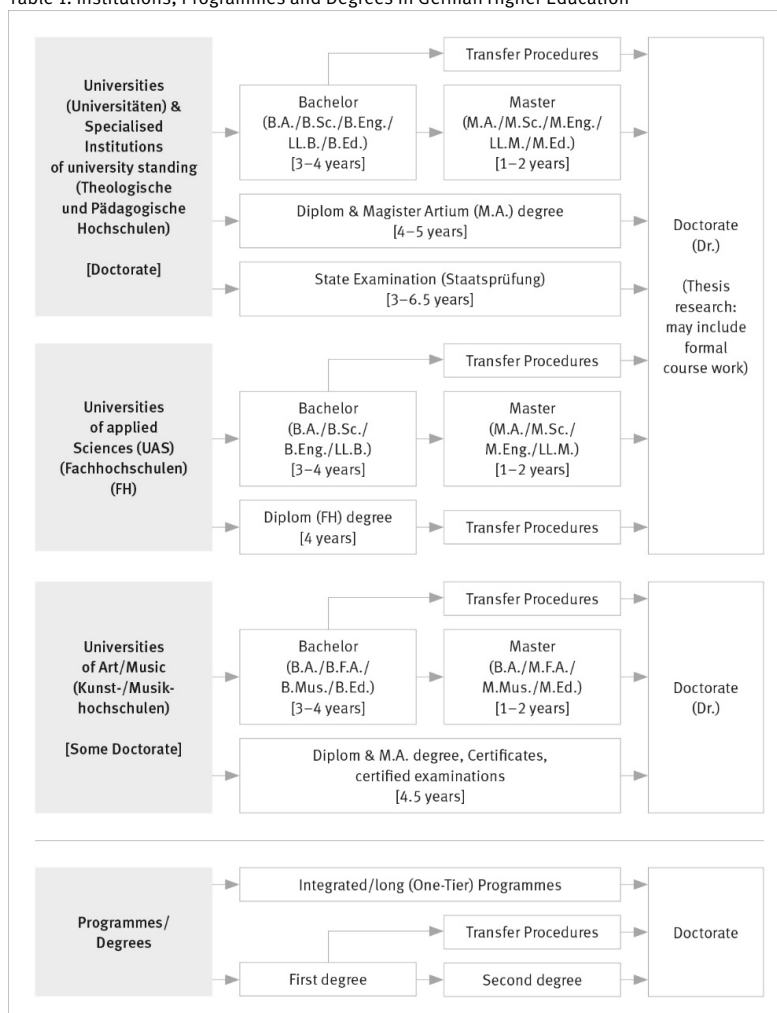 Table 1: Institutions, Programmes and Degrees in German Higher Education
Universities
(Universitäten) &
Specialised
Institutions
of university standing
(Theologische
und Pädagogische
Hochschulen)
[Doctorate]
Transfer Procedures
Bachelor
(B.A./B.Sc./B.Eng./
LL.B./B.Ed.)
[3–4 years]
Master
(M.A./M.Sc./M.Eng./
LL.M./M.Ed.)
[1–2 years]
Diplom & Magister Artium (M.A.) degree
[4–5 years]
State Examination (Staatsprüfung)
[3–6.5 years]
Doctorate
(Dr.)
(Thesis
research:
may include
formal
course work)
Universities
of applied
Sciences (UAS)
(Fachhochschulen)
(FH)
Transfer Procedures
Bachelor
(B.A./B.Sc./
B.Eng./LL.B.)
[3–4 years]
Master
(M.A./M.Sc./
M.Eng./LL.M.)
[1–2 years]
Diplom (FH) degree
[4 years]
Transfer Procedures
Universities
of Art/Music
(Kunst-/Musik-
hochschulen)
[Some Doctorate]
Transfer Procedures
Bachelor
(B.A./B.F.A./
B.Mus./B.Ed.)
[3–4 years]
Master
(B.A./M.F.A./
M.Mus./M.Ed.)
[1–2 years]
Diplom & M.A. degree, Certificates,
certified examinations
[4.5 years]
Doctorate
(Dr.)
Programmes/
Degrees
Integrated/long (One-Tier) Programmes
Transfer Procedures
First degree
Second degree
Doctorate